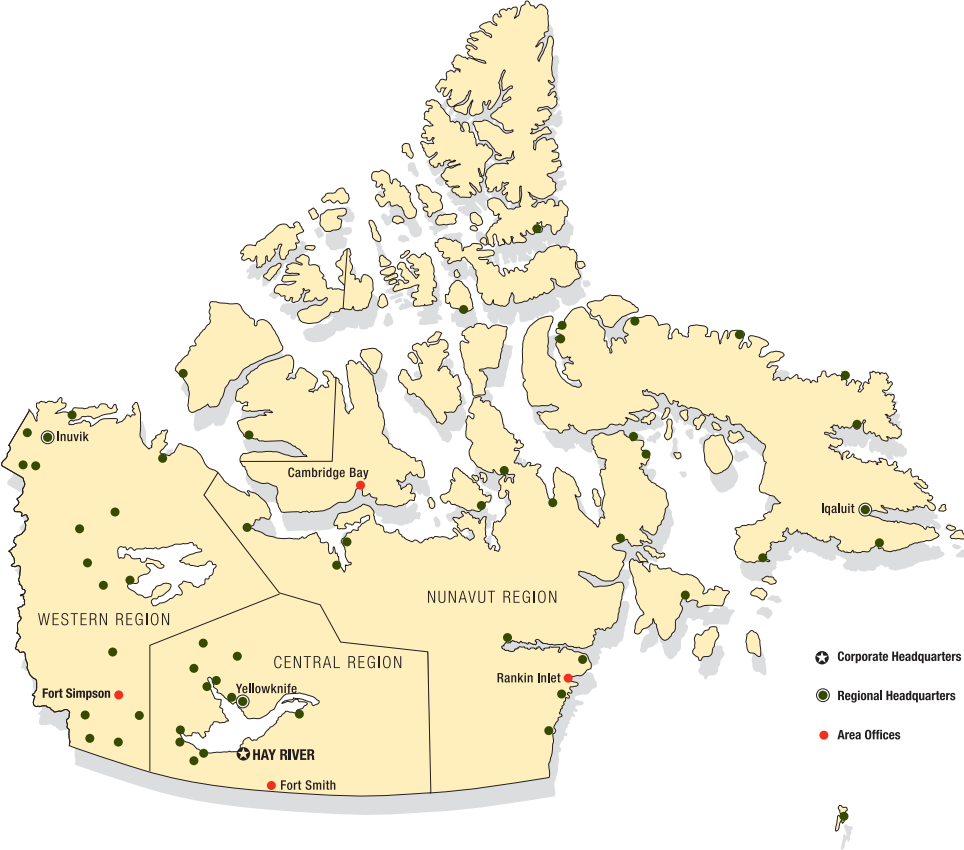 Inuvik
Cambridge Bay
Iqaluit
NUNAVUT REGION
WESTERN REGION
CENTRAL REGION
Corporate Headquarters
Rankin Inlet
Fort Simpson
Yellowknife
Regional Headquarters
Area Offices
HAY RIVER
Fort Smith